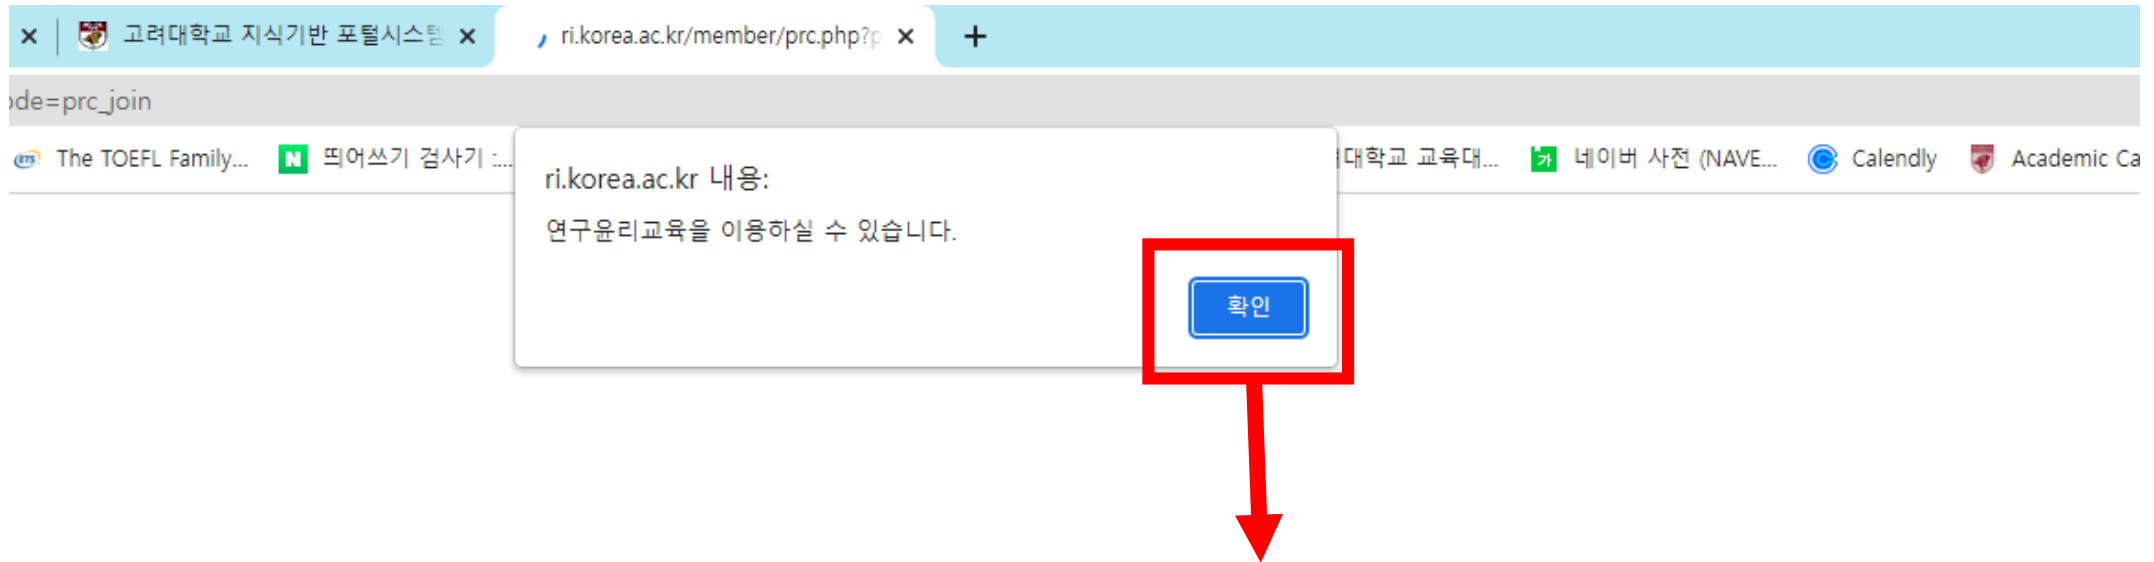 고려대학교 지식기반 포털시스템
ri.korea.ac.kr/member/prc.php?p
ode=prc_join
The TOEFL Family... 띄어쓰기 검사기 :... 대학교 교육대... 네이버 사전 (NAVE... Calendly Academic Ca
ri.korea.ac.kr 내용:
연구윤리교육을 이용하실 수 있습니다.
확인